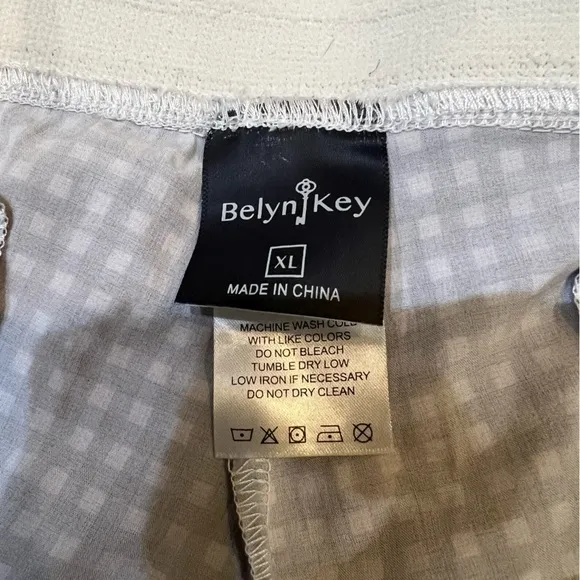 Belyn Key
XL
MADE IN CHINA
MACHINE WASH COLD
WITH LIKE COLORS
DO NOT BLEACH
TUMBLE DRY LOW
LOW IRON IF NECESSARY
DO NOT DRY CLEAN